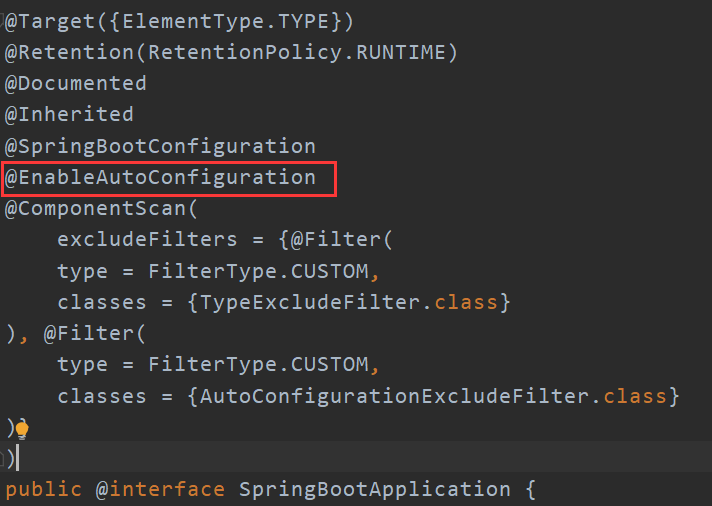 @Target({ElementType.TYPE})
@Retention(RetentionPolicy.RUNTIME)
@Documented
@Inherited
@SpringBootConfiguration
@EnableAutoConfiguration
@ComponentScan(
    excludeFilters = {@Filter(
    type = FilterType.CUSTOM,
    classes = {TypeExcludeFilter.class}
), @Filter(
    type = FilterType.CUSTOM,
    classes = {AutoConfigurationExcludeFilter.class}
)}
)
public @interface SpringBootApplication {